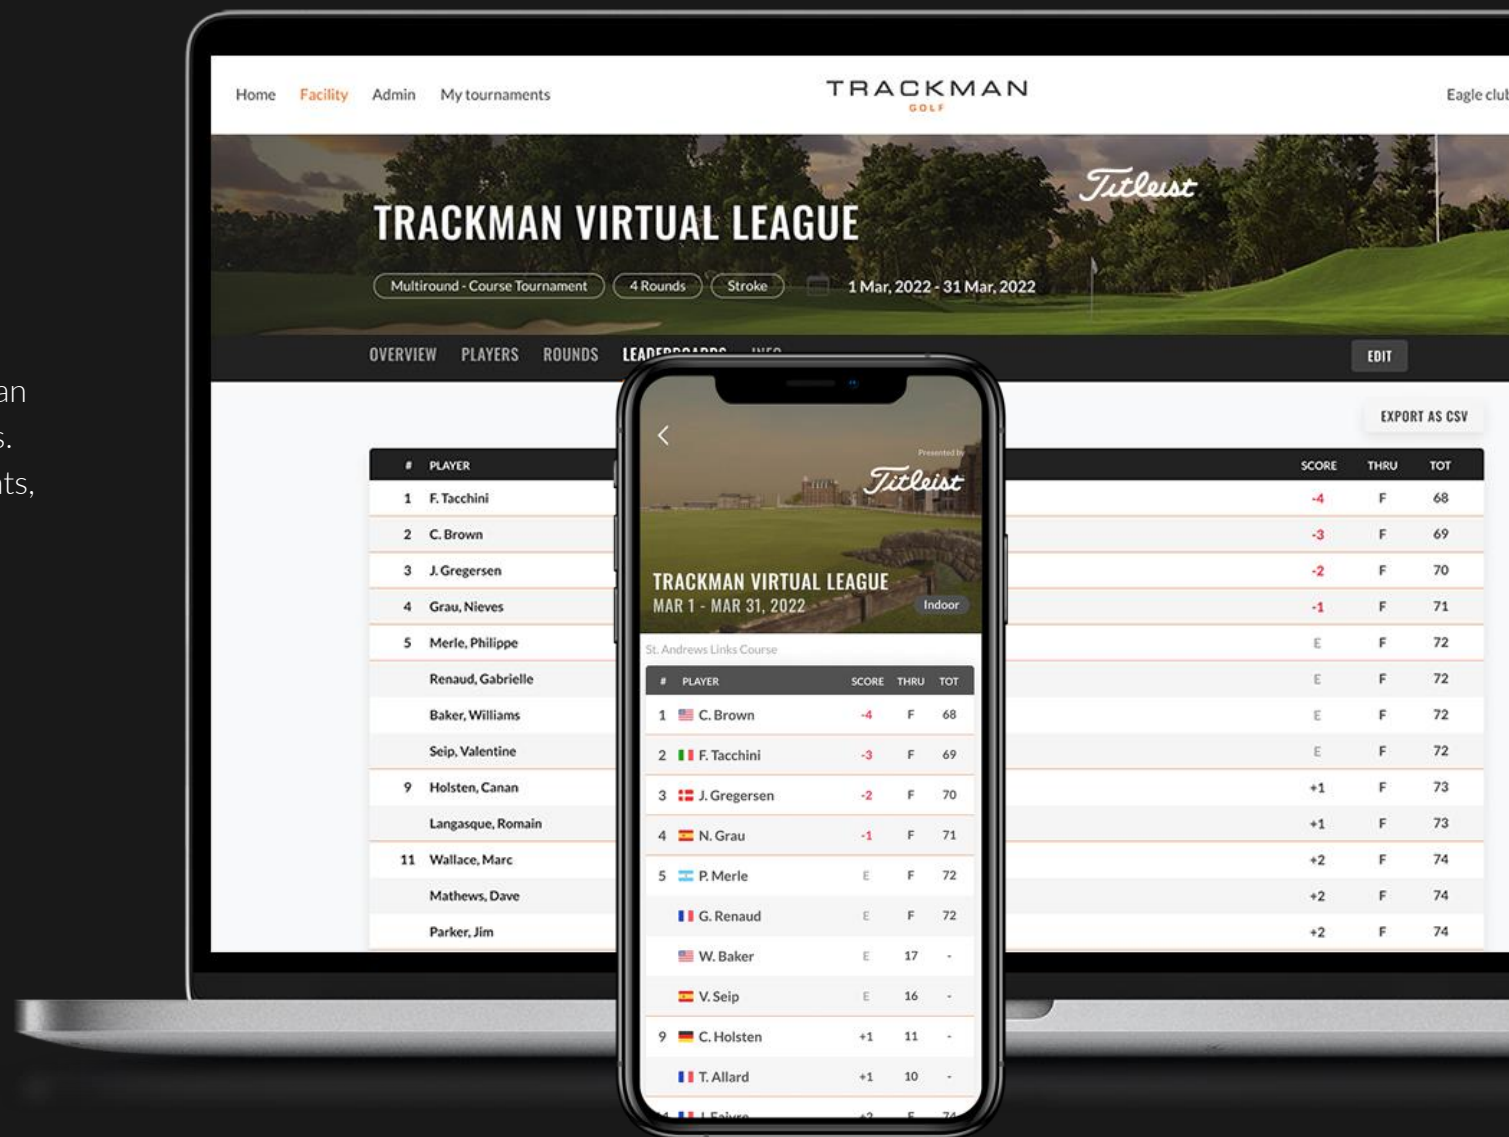 Home Facility Admin My tournaments TRACKMAN Eagle club
GOLF
Titleist
TRACKMAN VIRTUAL LEAGUE
Multiround - Course Tournament 4 Rounds Stroke 1 Mar, 2022 - 31 Mar, 2022
OVERVIEW PLAYERS ROUNDS LEADERBOARDS INFO EDIT
an
s.
ts,
EXPORT AS CSV
# PLAYER SCORE THRU TOT
1 F. Tacchini -4 F 68
2 C. Brown -3 F 69
3 J. Gregersen -2 F 70
4 Grau, Nieves -1 F 71
5 Merle, Philippe E F 72
Renaud, Gabrielle E F 72
Baker, Williams E F 72
Seip, Valentine E F 72
9 Holsten, Canan +1 F 73
Langasque, Romain +1 F 73
11 Wallace, Marc +2 F 74
Mathews, Dave +2 F 74
Parker, Jim +2 F 74
Presented by
Titleist
TRACKMAN VIRTUAL LEAGUE
MAR 1 - MAR 31, 2022 Indoor
St. Andrews Links Course
# PLAYER SCORE THRU TOT
1 C. Brown -4 F 68
2 F. Tacchini -3 F 69
3 J. Gregersen -2 F 70
4 N. Grau -1 F 71
5 P. Merle E F 72
G. Renaud E F 72
W. Baker E 17 -
V. Seip E 16 -
9 C. Holsten +1 11 -
T. Allard +1 10 -